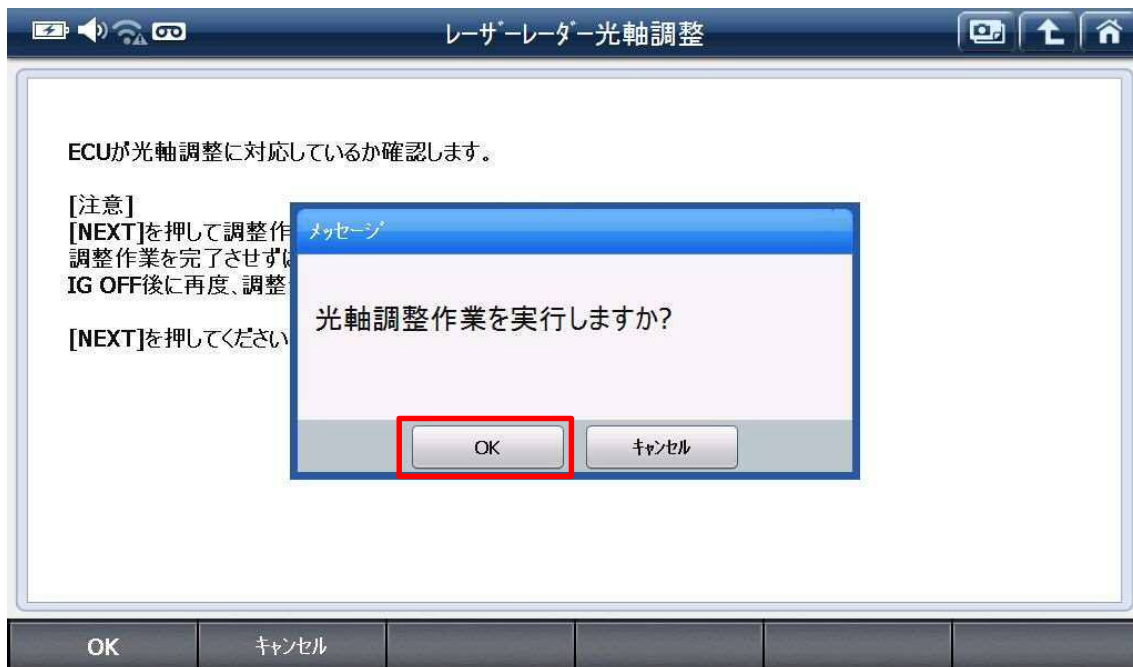 レーザーレーダー光軸調整
ECUが光軸調整に対応しているか確認します。
[注意]
[NEXT]を押して調整作
調整作業を完了させずに
IG OFF後に再度、調整
[NEXT]を押してください
メッセージ
光軸調整作業を実行しますか?
OK
キャンセル
OK
キャンセル